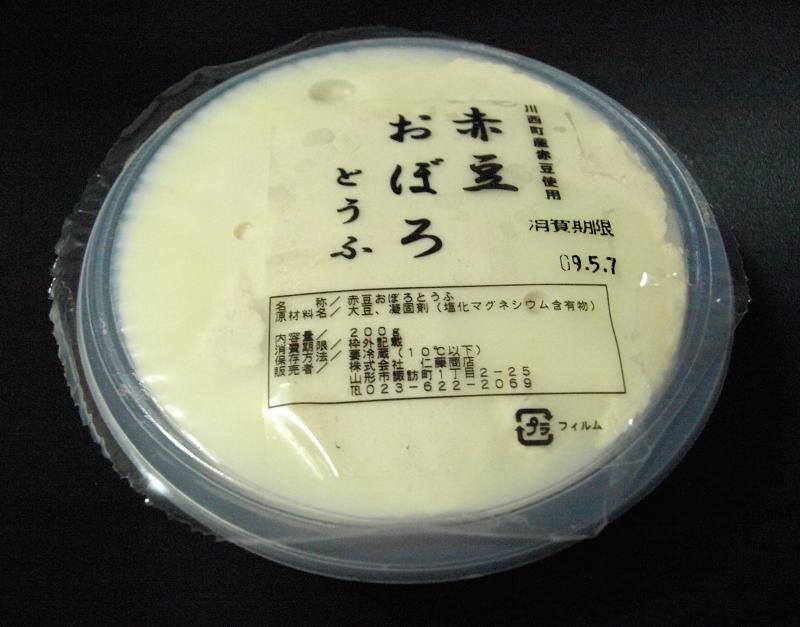 川西町産赤豆使用
赤豆
おぼろ
とうふ
消費期限
09.5.7
名称／赤豆おぼろとうふ
原材料名／大豆、凝固剤（塩化マグネシウム含有物）
内容量／２００ｇ
消費期限／枠外記載
保存方法／要冷蔵（１０℃以下）
販売者／株式会社 仁藤商店
山形市諏訪町１丁目２－２５
℡０２３－６２２－２０６９
プラ フィルム